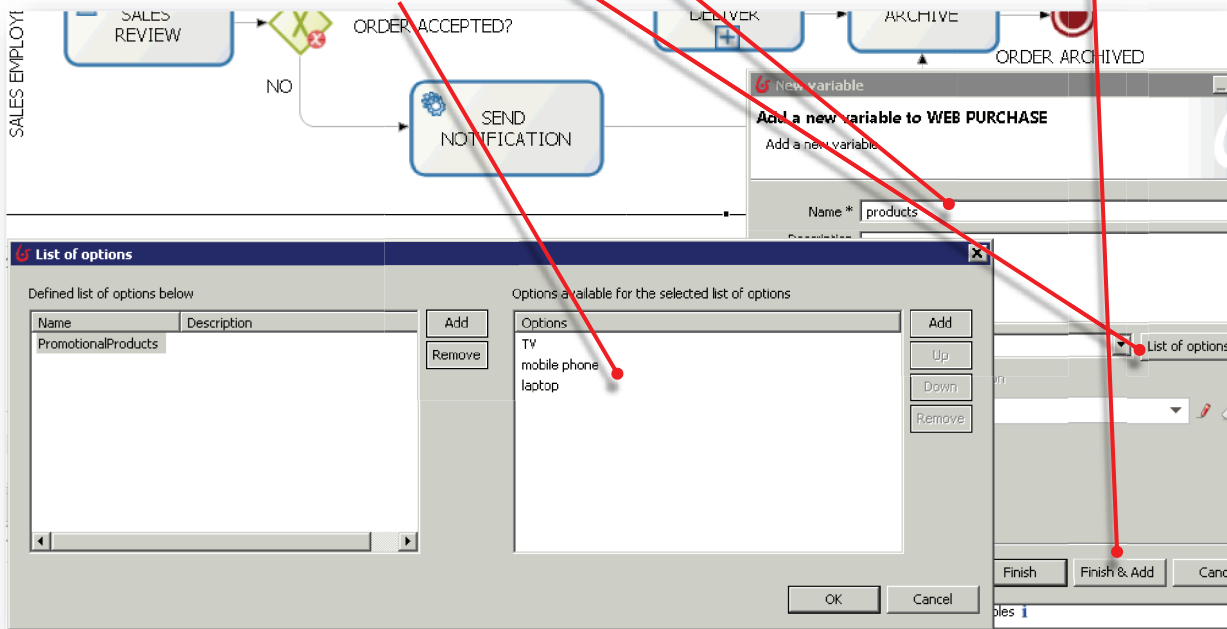 SALES EMPLOYE
SALES
REVIEW
ORDER ACCEPTED?
NO
SEND
NOTIFICATION
DELIVER
ARCHIVE
ORDER ARCHIVED
New variable
Add a new variable to WEB PURCHASE
Add a new variable
Name * products
Description
List of options
List of options
Defined list of options below
Options available for the selected list of options
Name Description
PromotionalProducts
Add
Remove
Options
TV
mobile phone
laptop
Add
Up
Down
Remove
OK Cancel
Finish Finish & Add Canc
bles